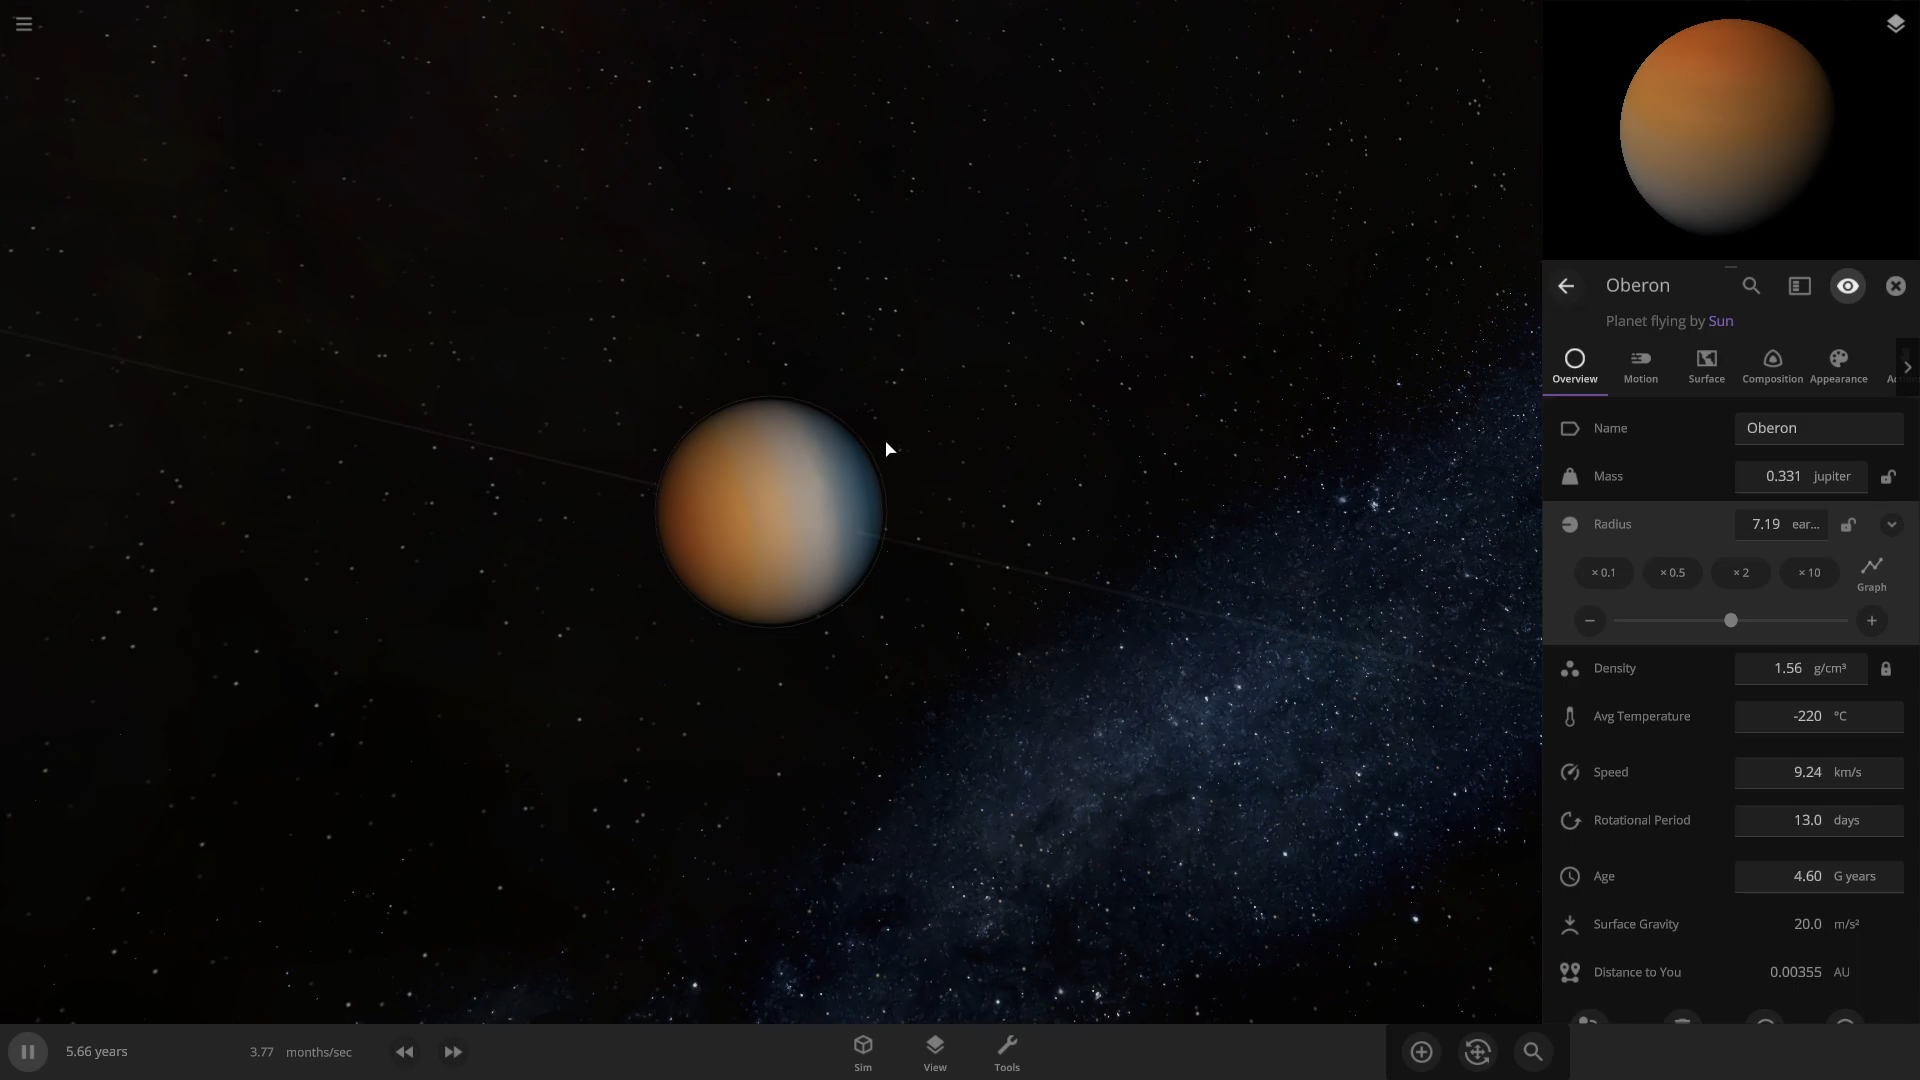 Oberon
Planet flying by Sun
Overview Motion Surface Composition Appearance
Name Oberon
Mass 0.331 jupiter
Radius 7.19 ear...
× 0.1 × 0.5 × 2 × 10 Graph
Density 1.56 g/cm³
Avg Temperature -220 °C
Speed 9.24 km/s
Rotational Period 13.0 days
Age 4.60 G years
Surface Gravity 20.0 m/s²
Distance to You 0.00355 AU
5.66 years 3.77 months/sec Sim View Tools